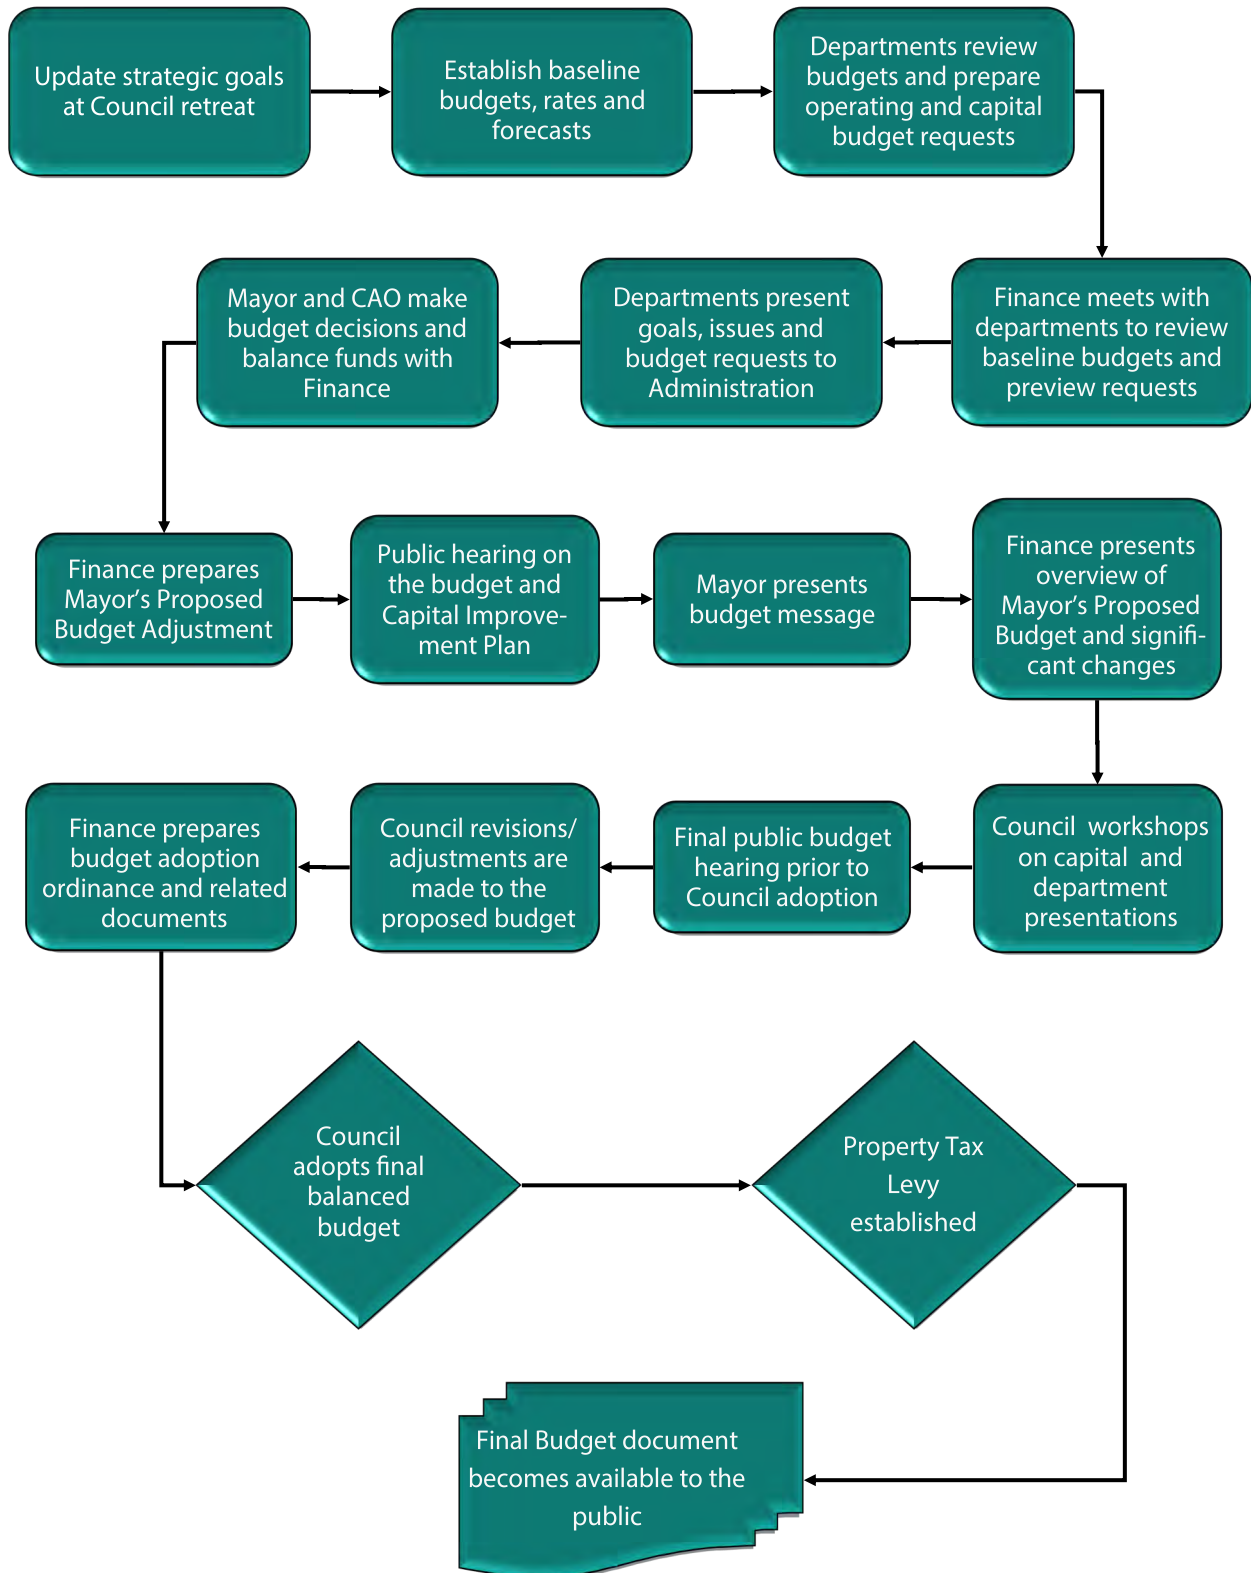 Update strategic goals
at Council retreat
Establish baseline
budgets, rates and
forecasts
Departments review
budgets and prepare
operating and capital
budget requests
Finance meets with
departments to review
baseline budgets and
preview requests
Departments present
goals, issues and
budget requests to
Administration
Mayor and CAO make
budget decisions and
balance funds with
Finance
Finance prepares
Mayor’s Proposed
Budget Adjustment
Public hearing on
the budget and
Capital Improve-
ment Plan
Mayor presents
budget message
Finance presents
overview of
Mayor’s Proposed
Budget and signifi-
cant changes
Council workshops
on capital and
department
presentations
Final public budget
hearing prior to
Council adoption
Council revisions/
adjustments are
made to the
proposed budget
Finance prepares
budget adoption
ordinance and related
documents
Council
adopts final
balanced
budget
Property Tax
Levy
established
Final Budget document
becomes available to the
public